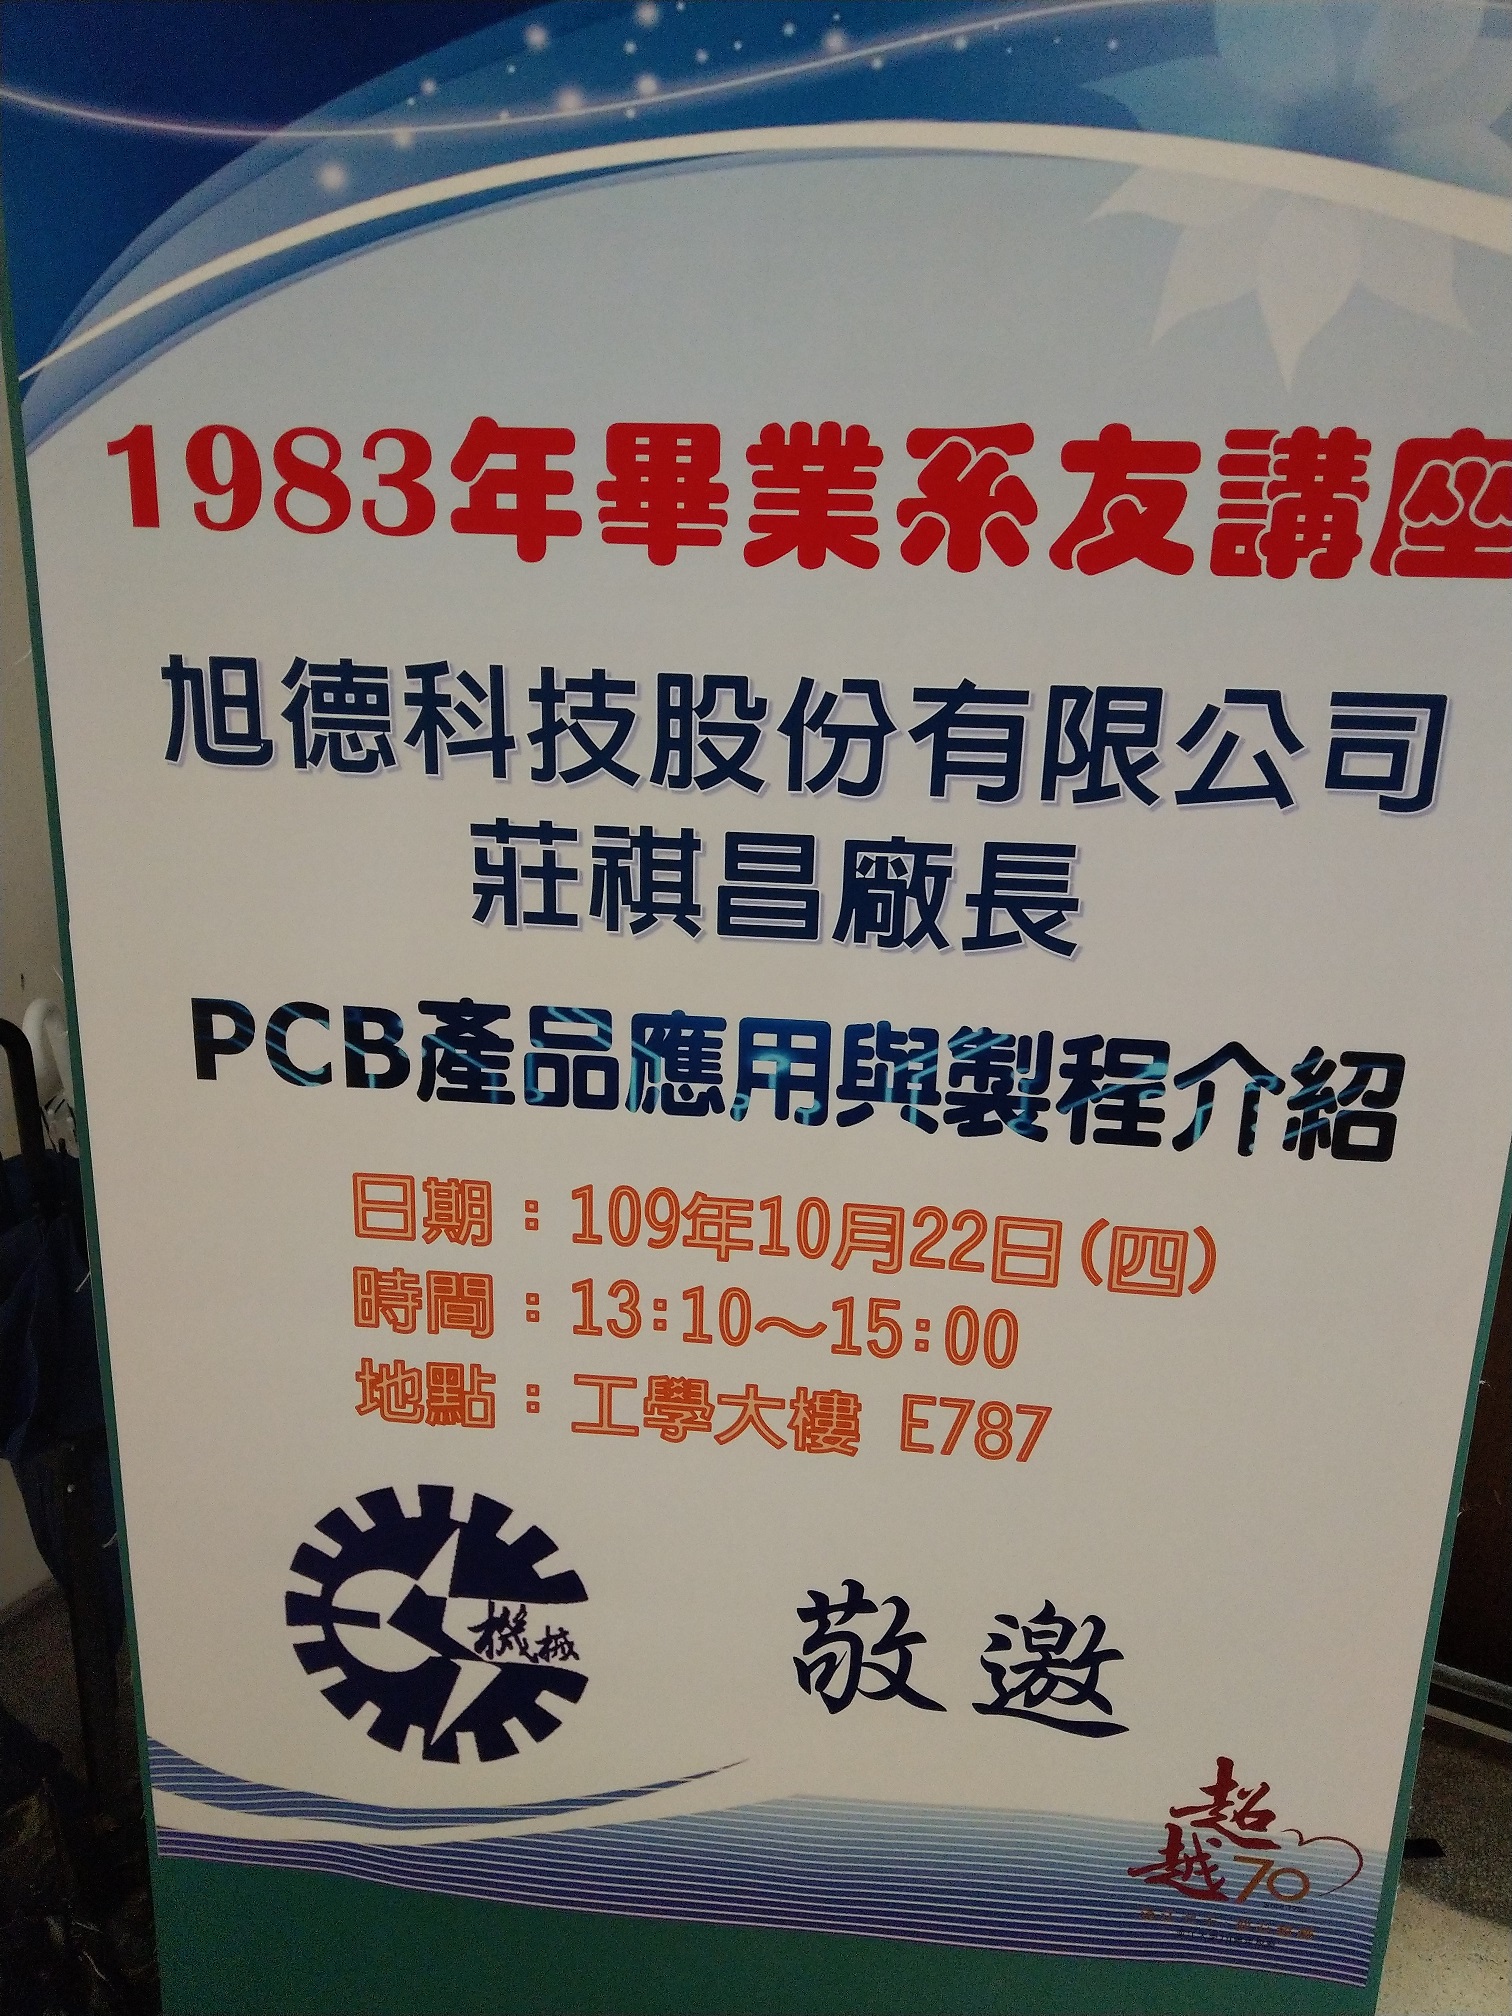 1983年畢業系友講座
旭德科技股份有限公司
莊祺昌廠長
PCB產品應用與製程介紹
日期：109年10月22日(四)
時間：13:10～15:00
地點：工學大樓 E787
機械
敬邀
超
越70